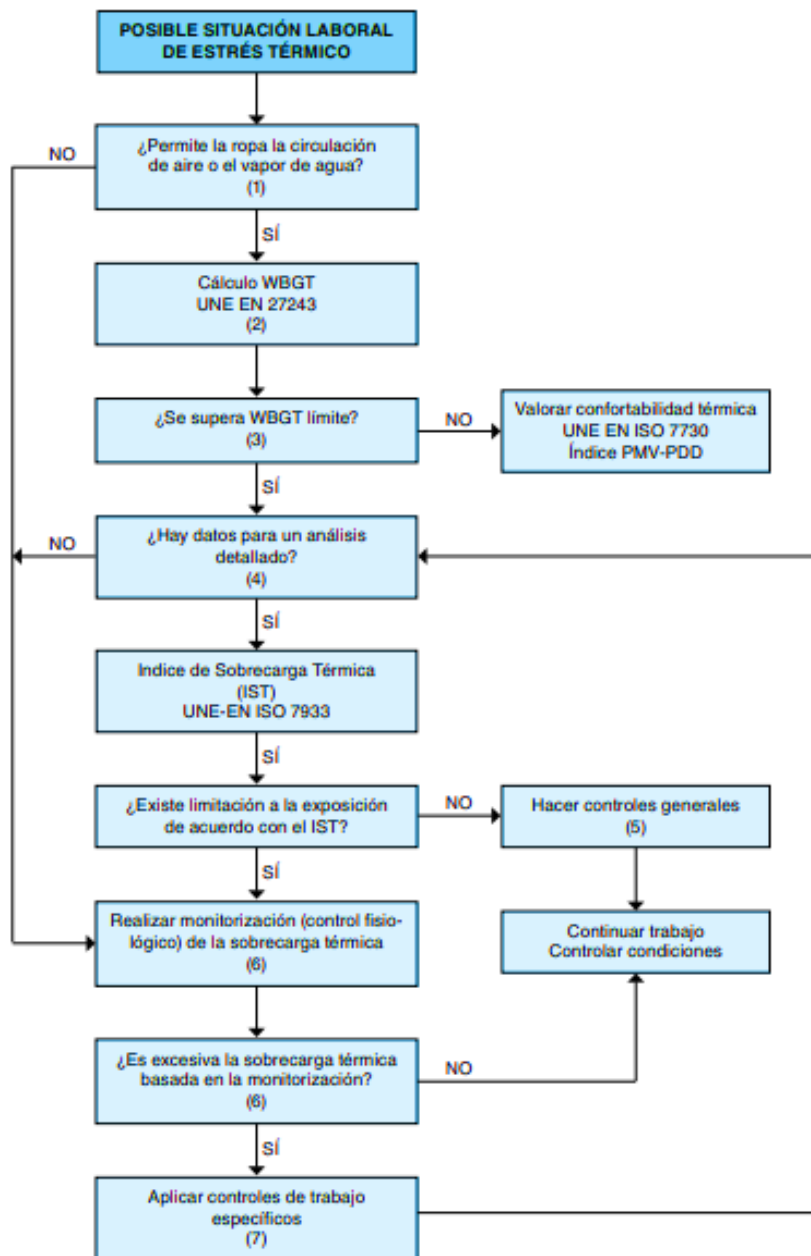 POSIBLE SITUACIÓN LABORAL
DE ESTRÉS TÉRMICO
¿Permite la ropa la circulación
de aire o el vapor de agua?
(1)
NO
SÍ
Cálculo WBGT
UNE EN 27243
(2)
¿Se supera WBGT límite?
(3)
NO
Valorar confortabilidad térmica
UNE EN ISO 7730
Índice PMV-PDD
SÍ
¿Hay datos para un análisis
detallado?
(4)
NO
SÍ
Indice de Sobrecarga Térmica
(IST)
UNE-EN ISO 7933
SÍ
¿Existe limitación a la exposición
de acuerdo con el IST?
NO
Hacer controles generales
(5)
SÍ
Realizar monitorización (control fisio-
lógico) de la sobrecarga térmica
(6)
Continuar trabajo
Controlar condiciones
¿Es excesiva la sobrecarga térmica
basada en la monitorización?
(6)
NO
SÍ
Aplicar controles de trabajo
específicos
(7)